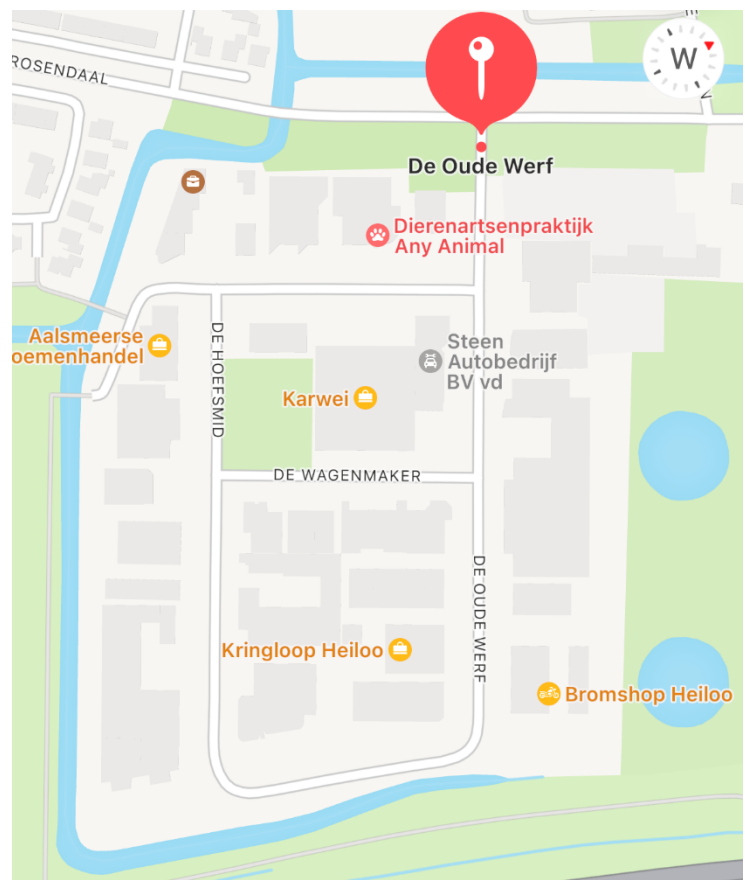 ROSENDAAL
W
De Oude Werf
Dierenartsenpraktijk
Any Animal
Aalsmeerse
oemenhandel
DE HOEFSMID
Steen
Autobedrijf
BV vd
Karwei
DE WAGENMAKER
DE OUDE WERF
Kringloop Heiloo
Bromshop Heiloo